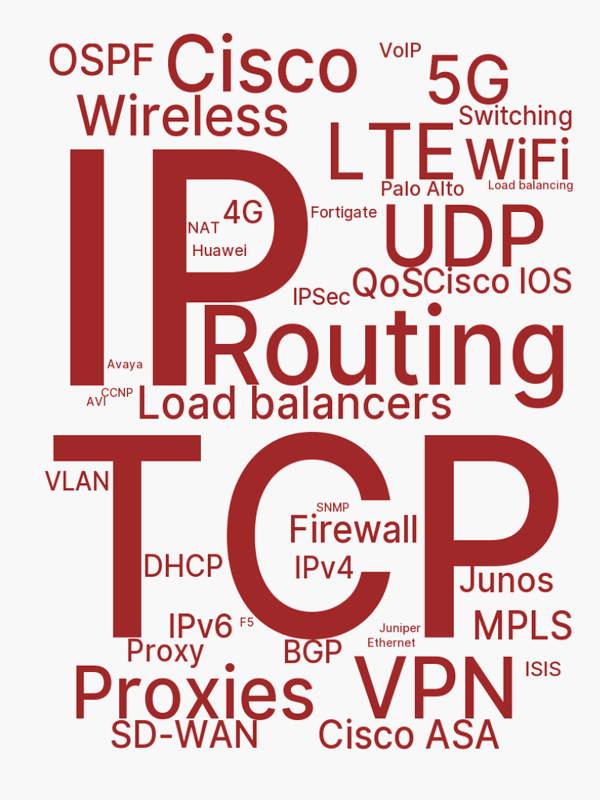 OSPF
Cisco
VoIP
5G
Wireless
Switching
LTE
WiFi
Palo Alto
Load balancing
IP
4G
NAT
Huawei
Fortigate
UDP
IPSec
QoS
Cisco IOS
Routing
Avaya
CCNP
AVI
Load balancers
TCP
VLAN
SNMP
Firewall
DHCP
IPv4
Junos
IPv6
F5
Juniper
MPLS
Proxy
BGP
Ethernet
Proxies
VPN
ISIS
SD-WAN
Cisco ASA